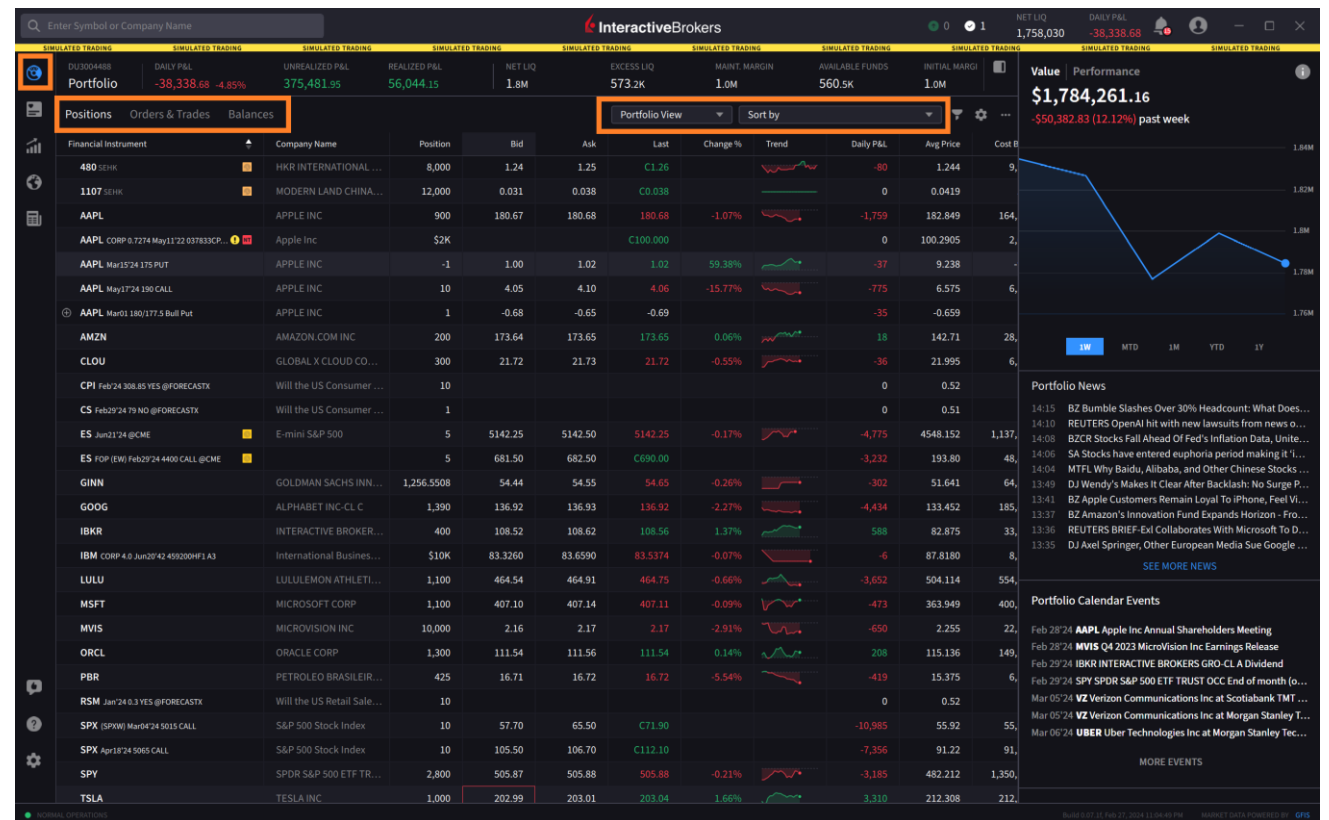 Enter Symbol or Company Name
InteractiveBrokers
0 1
NET LIQ DAILY P&L
1,758,030 -38,338.68
SIMULATED TRADING SIMULATED TRADING SIMULATED TRADING SIMULATED TRADING SIMULATED TRADING SIMULATED TRADING SIMULATED TRADING SIMULATED TRADING SIMULATED TRADING SIMULATED TRADING
DU3004488 DAILY P&L UNREALIZED P&L REALIZED P&L NET LIQ EXCESS LIQ MAINT. MARGIN AVAILABLE FUNDS INITIAL MARGI
Portfolio -38,338.68 -4.85% 375,481.95 56,044.15 1.8M 573.2K 1.0M 560.5K 1.0M
Positions Orders & Trades Balances Portfolio View Sort by
Financial Instrument Company Name Position Bid Ask Last Change % Trend Daily P&L Avg Price Cost B
480 SEHK HKR INTERNATIONAL ... 8,000 1.24 1.25 C1.26 -80 1.244 9,
1107 SEHK MODERN LAND CHINA... 12,000 0.031 0.038 C0.038 0 0.0419
AAPL APPLE INC 900 180.67 180.68 180.68 -1.07% -1,759 182.849 164,
AAPL CORP 0.7274 May11'22 037833CP... NT Apple Inc $2K C100.000 0 100.2905 2,
AAPL Mar15'24 175 PUT APPLE INC -1 1.00 1.02 1.02 59.38% -37 9.238 -
AAPL May17'24 190 CALL APPLE INC 10 4.05 4.10 4.06 -15.77% -775 6.575 6,
AAPL Mar01 180/177.5 Bull Put APPLE INC 1 -0.68 -0.65 -0.69 -35 -0.659
AMZN AMAZON.COM INC 200 173.64 173.65 173.65 0.06% 18 142.71 28,
CLOU GLOBAL X CLOUD CO... 300 21.72 21.73 21.72 -0.55% -36 21.995 6,
CPI Feb'24 308.85 YES @FORECASTX Will the US Consumer ... 10 0 0.52
CS Feb29'24 79 NO @FORECASTX Will the US Consumer ... 1 0 0.51
ES Jun21'24 @CME E-mini S&P 500 5 5142.25 5142.50 5142.25 -0.17% -4,775 4548.152 1,137,
ES FOP (EW) Feb29'24 4400 CALL @CME 5 681.50 682.50 C690.00 -3,232 193.80 48,
GINN GOLDMAN SACHS INN... 1,256.5508 54.44 54.55 54.65 -0.26% -302 51.641 64,
GOOG ALPHABET INC-CL C 1,390 136.92 136.93 136.92 -2.27% -4,434 133.452 185,
IBKR INTERACTIVE BROKER... 400 108.52 108.62 108.56 1.37% 588 82.875 33,
IBM CORP 4.0 Jun20'42 459200HF1 A3 International Busines... $10K 83.3260 83.6590 83.5374 -0.07% -6 87.8180 8,
LULU LULULEMON ATHLETI... 1,100 464.54 464.91 464.75 -0.66% -3,652 504.114 554,
MSFT MICROSOFT CORP 1,100 407.10 407.14 407.11 -0.09% -473 363.949 400,
MVIS MICROVISION INC 10,000 2.16 2.17 2.17 -2.91% -650 2.255 22,
ORCL ORACLE CORP 1,300 111.54 111.56 111.54 0.14% 208 115.136 149,
PBR PETROLEO BRASILEIR... 425 16.71 16.72 16.72 -5.54% -419 15.375 6,
RSM Jan'24 0.3 YES @FORECASTX Will the US Retail Sale... 10 0 0.52
SPX (SPXW) Mar04'24 5015 CALL S&P 500 Stock Index 10 57.70 65.50 C71.90 -10,985 55.92 55,
SPX Apr18'24 5065 CALL S&P 500 Stock Index 10 105.50 106.70 C112.10 -7,356 91.22 91,
SPY SPDR S&P 500 ETF TR... 2,800 505.87 505.88 505.88 -0.21% -3,185 482.212 1,350,
TSLA TESLA INC 1,000 202.99 203.01 203.04 1.66% 3,310 212.308 212,
Value Performance
$1,784,261.16
-$50,382.83 (12.12%) past week
1.84M
1.82M
1.8M
1.78M
1.76M
1W MTD 1M YTD 1Y
Portfolio News
14:15 BZ Bumble Slashes Over 30% Headcount: What Does...
14:10 REUTERS OpenAI hit with new lawsuits from news o...
14:08 BZCR Stocks Fall Ahead Of Fed's Inflation Data, Unite...
14:06 SA Stocks have entered euphoria period making it 'i...
14:04 MTFL Why Baidu, Alibaba, and Other Chinese Stocks ...
13:49 DJ Wendy's Makes It Clear After Backlash: No Surge P...
13:41 BZ Apple Customers Remain Loyal To iPhone, Feel Vi...
13:37 BZ Amazon's Innovation Fund Expands Horizon - Fro...
13:36 REUTERS BRIEF-Exl Collaborates With Microsoft To D...
13:35 DJ Axel Springer, Other European Media Sue Google ...
SEE MORE NEWS
Portfolio Calendar Events
Feb 28'24 AAPL Apple Inc Annual Shareholders Meeting
Feb 28'24 MVIS Q4 2023 MicroVision Inc Earnings Release
Feb 29'24 IBKR INTERACTIVE BROKERS GRO-CL A Dividend
Feb 29'24 SPY SPDR S&P 500 ETF TRUST OCC End of month (o...
Mar 05'24 VZ Verizon Communications Inc at Scotiabank TMT ...
Mar 05'24 VZ Verizon Communications Inc at Morgan Stanley T...
Mar 06'24 UBER Uber Technologies Inc at Morgan Stanley Tec...
MORE EVENTS
NORMAL OPERATIONS
MARKET DATA POWERED BY GFIS